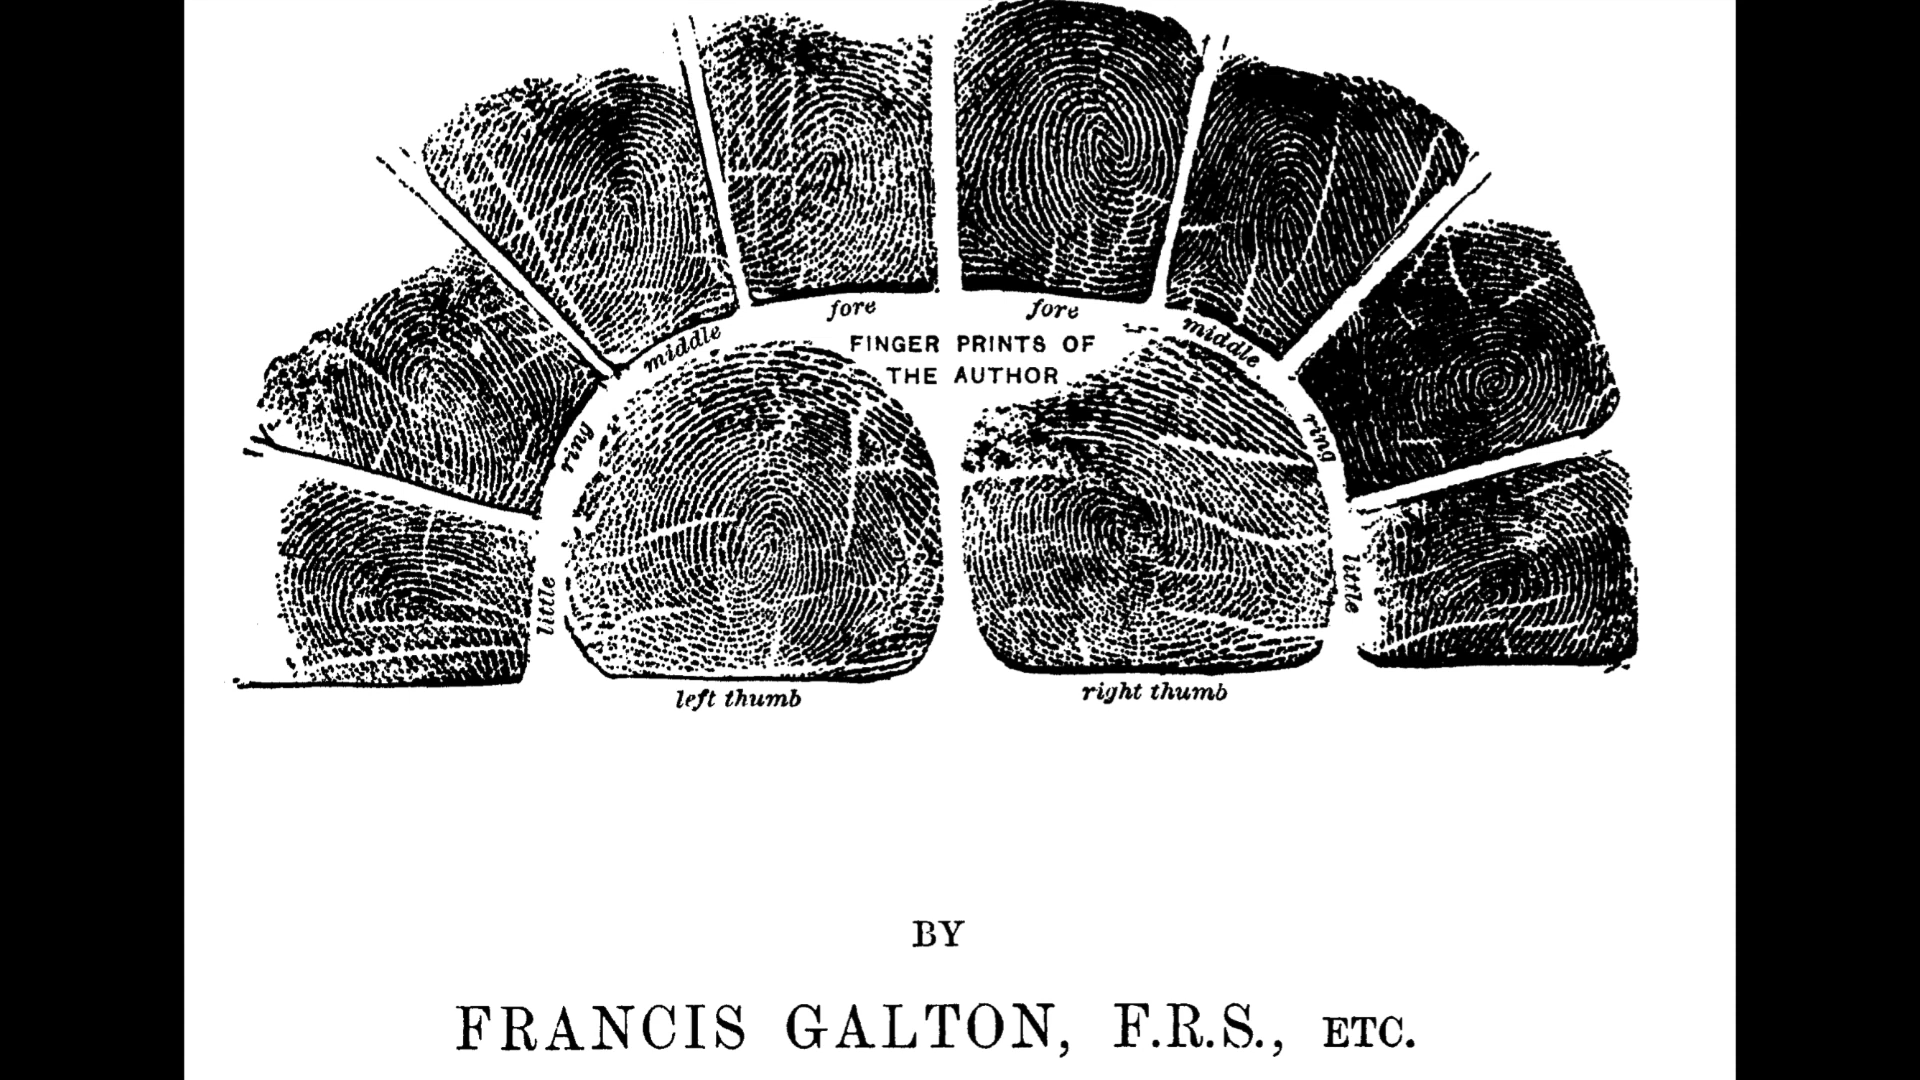 fore
fore
FINGER PRINTS OF
THE AUTHOR
middle
middle
ring
ring
little
little
left thumb
right thumb
BY
FRANCIS GALTON, F.R.S., ETC.